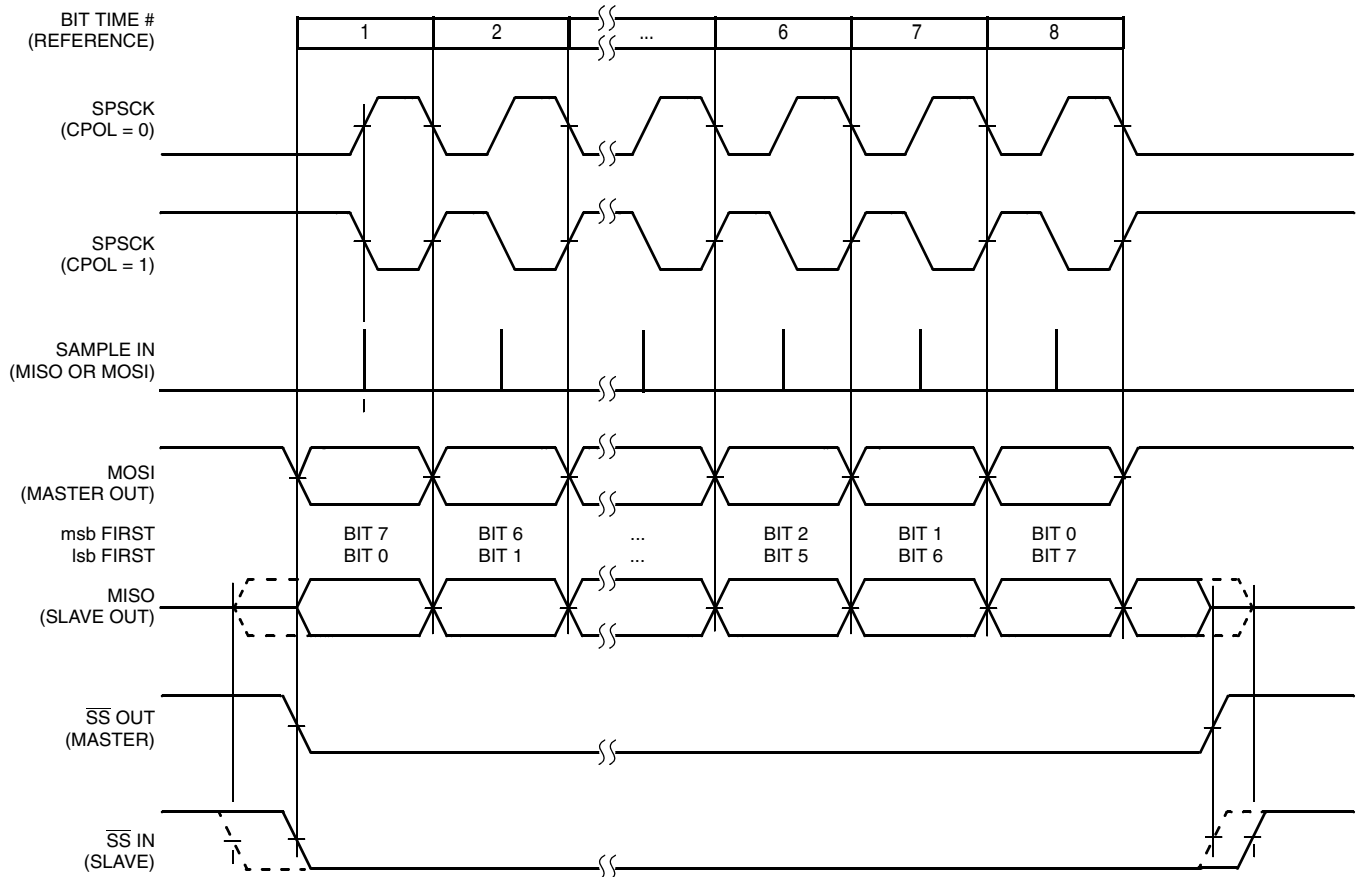 BIT TIME #
(REFERENCE)
1 2 ... 6 7 8
SPSCK
(CPOL = 0)
SPSCK
(CPOL = 1)
SAMPLE IN
(MISO OR MOSI)
MOSI
(MASTER OUT)
msb FIRST BIT 7 BIT 6 ... BIT 2 BIT 1 BIT 0
lsb FIRST BIT 0 BIT 1 ... BIT 5 BIT 6 BIT 7
MISO
(SLAVE OUT)
S̅S̅ OUT
(MASTER)
S̅S̅ IN
(SLAVE)